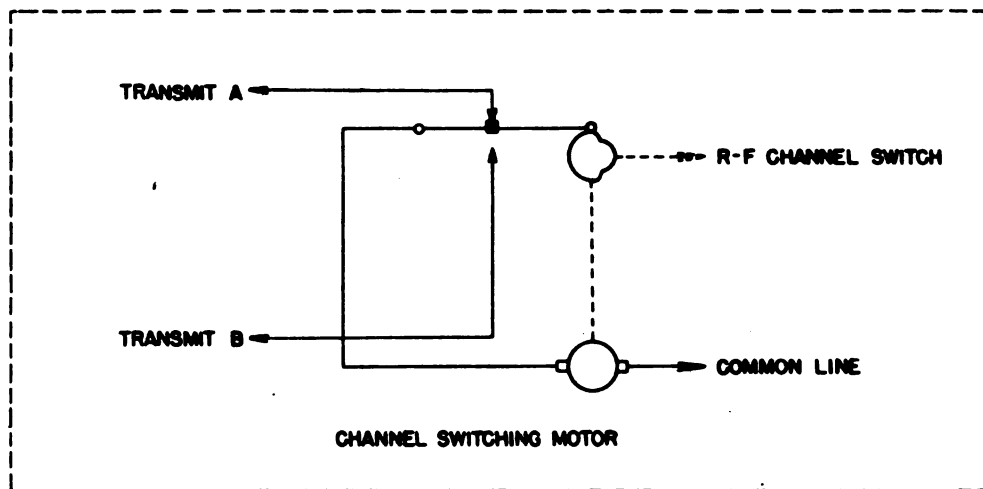 TRANSMIT A
R-F CHANNEL SWITCH
TRANSMIT B
COMMON LINE
CHANNEL SWITCHING MOTOR